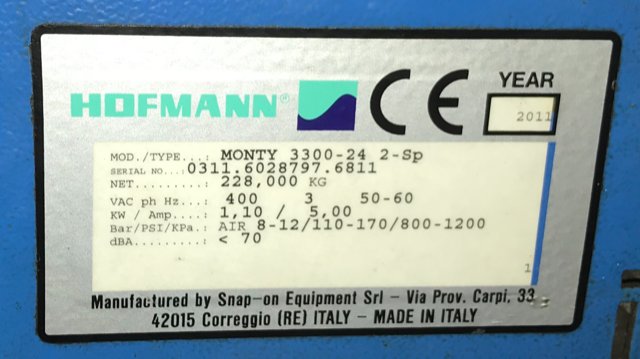 HOFMANN® CE YEAR
2011
MOD./TYPE...: MONTY 3300-24 2-Sp
SERIAL NO....: 0311.6028797.6811
NET..........: 228,000 KG
VAC ph Hz...: 400 3 50-60
KW / Amp....: 1,10 / 5,00
Bar/PSI/KPa.: AIR 8-12/110-170/800-1200
dBA.........: < 70
1
Manufactured by Snap-on Equipment Srl - Via Prov. Carpi, 33
42015 Correggio (RE) ITALY - MADE IN ITALY